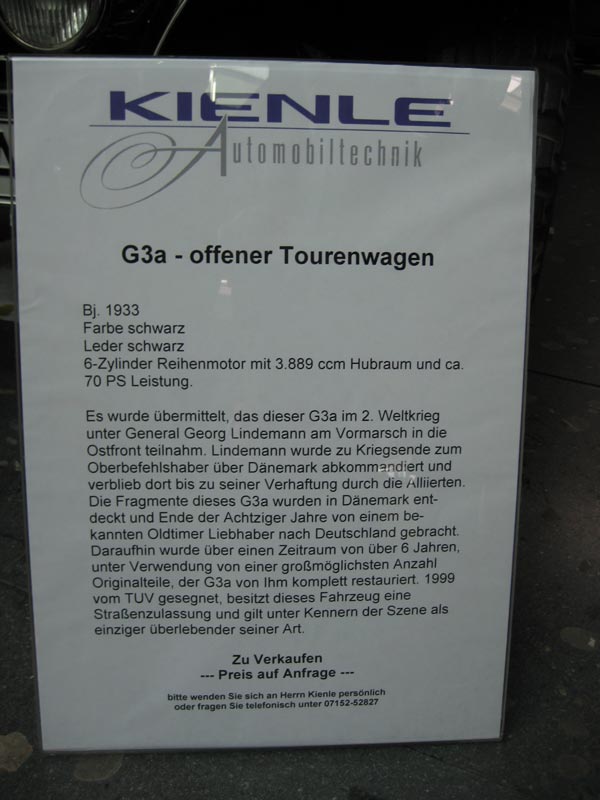 KIENLE
Automobiltechnik
G3a - offener Tourenwagen
Bj. 1933
Farbe schwarz
Leder schwarz
6-Zylinder Reihenmotor mit 3.889 ccm Hubraum und ca.
70 PS Leistung.
Es wurde übermittelt, das dieser G3a im 2. Weltkrieg
unter General Georg Lindemann am Vormarsch in die
Ostfront teilnahm. Lindemann wurde zu Kriegsende zum
Oberbefehlshaber über Dänemark abkommandiert und
verblieb dort bis zu seiner Verhaftung durch die Alliierten.
Die Fragmente dieses G3a wurden in Dänemark ent-
deckt und Ende der Achtziger Jahre von einem be-
kannten Oldtimer Liebhaber nach Deutschland gebracht.
Daraufhin wurde über einen Zeitraum von über 6 Jahren,
unter Verwendung von einer großmöglichsten Anzahl
Originalteile, der G3a von Ihm komplett restauriert. 1999
vom TUV gesegnet, besitzt dieses Fahrzeug eine
Straßenzulassung und gilt unter Kennern der Szene als
einziger überlebender seiner Art.
Zu Verkaufen
--- Preis auf Anfrage ---
bitte wenden Sie sich an Herrn Kienle persönlich
oder fragen Sie telefonisch unter 07152-52827